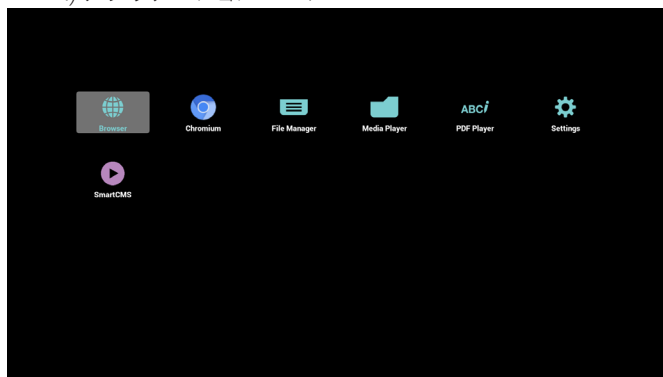 Browser
Chromium
File Manager
Media Player
ABCi
PDF Player
Settings
SmartCMS